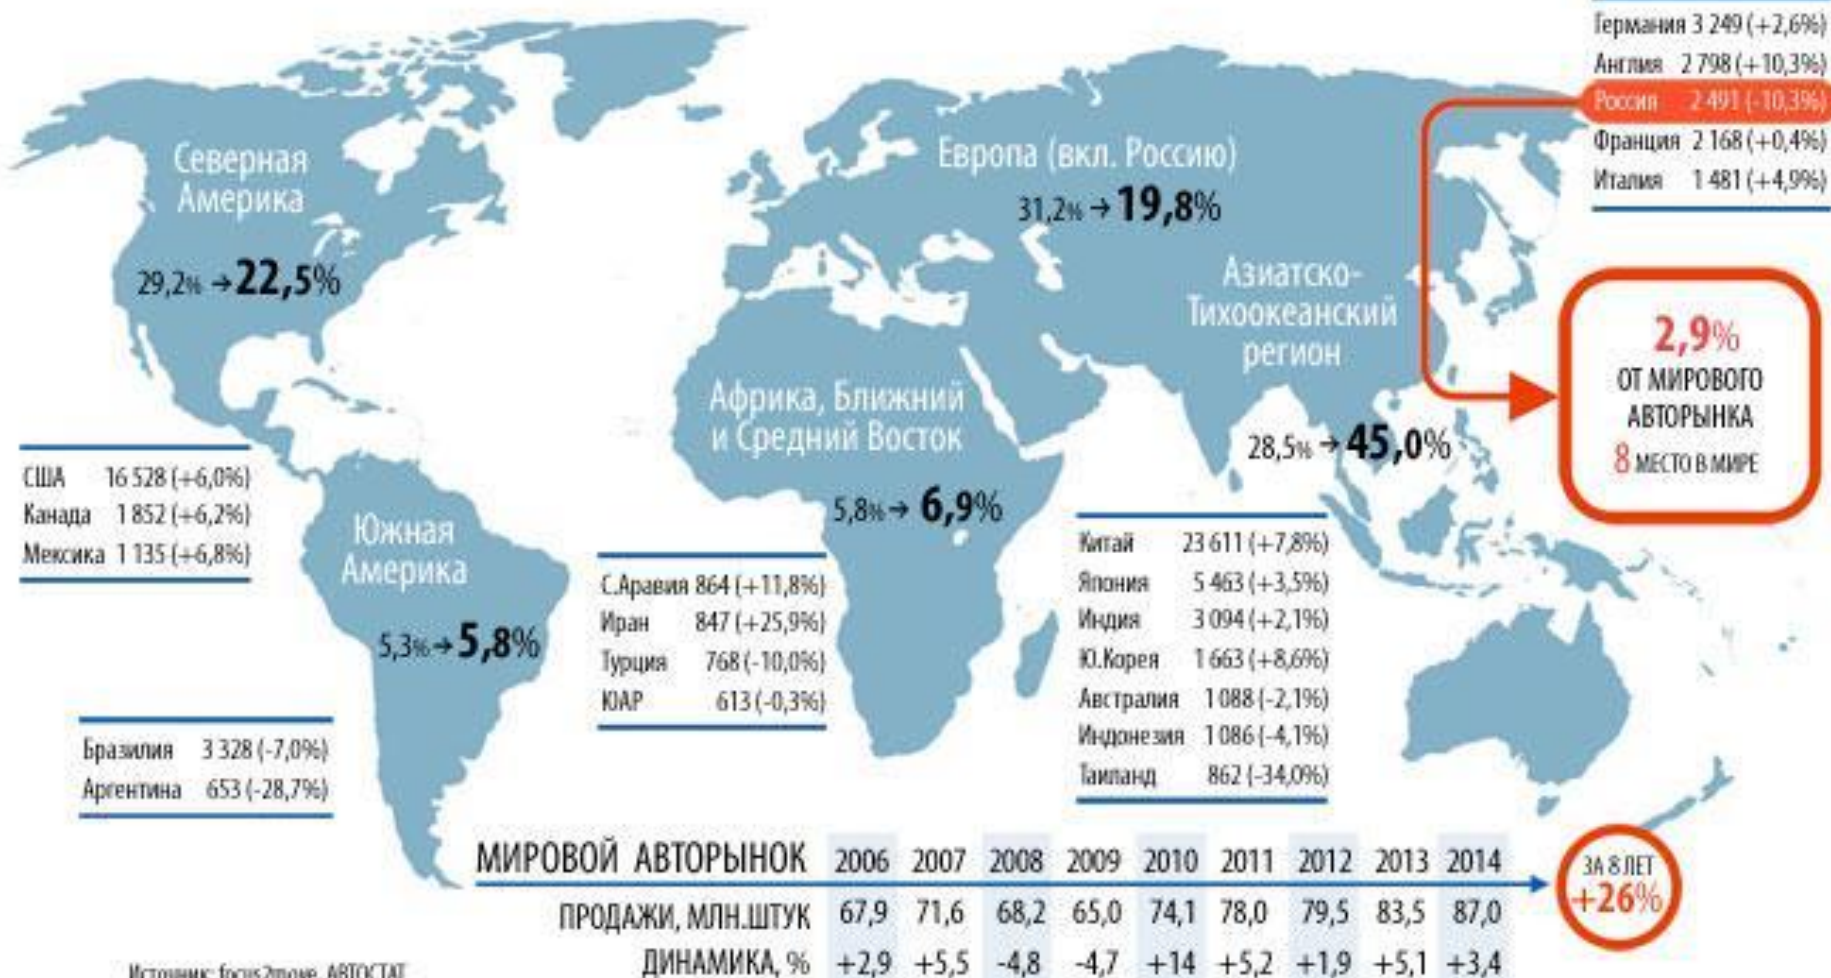 Германия 3 249 (+2,6%)
Англия 2 798 (+10,3%)
Россия 2 491 (-10,3%)
Франция 2 168 (+0,4%)
Италия 1 481 (+4,9%)
Северная
Америка
29,2% → 22,5%
Европа (вкл. Россию)
31,2% → 19,8%
Азиатско-
Тихоокеанский
регион
28,5% → 45,0%
2,9%
ОТ МИРОВОГО
АВТОРЫНКА
8 МЕСТО В МИРЕ
Африка, Ближний
и Средний Восток
5,8% → 6,9%
США 16 528 (+6,0%)
Канада 1 852 (+6,2%)
Мексика 1 135 (+6,8%)
Южная
Америка
5,3% → 5,8%
С.Аравия 864 (+11,8%)
Иран 847 (+25,9%)
Турция 768 (-10,0%)
ЮАР 613 (-0,3%)
Китай 23 611 (+7,8%)
Япония 5 463 (+3,5%)
Индия 3 094 (+2,1%)
Ю.Корея 1 663 (+8,6%)
Австралия 1 088 (-2,1%)
Индонезия 1 086 (-4,1%)
Таиланд 862 (-34,0%)
Бразилия 3 328 (-7,0%)
Аргентина 653 (-28,7%)
МИРОВОЙ АВТОРЫНОК 2006 2007 2008 2009 2010 2011 2012 2013 2014
ПРОДАЖИ, МЛН.ШТУК 67,9 71,6 68,2 65,0 74,1 78,0 79,5 83,5 87,0
ДИНАМИКА, % +2,9 +5,5 -4,8 -4,7 +14 +5,2 +1,9 +5,1 +3,4
ЗА 8 ЛЕТ
+26%
Источник: focus2move, АВТОСТАТ